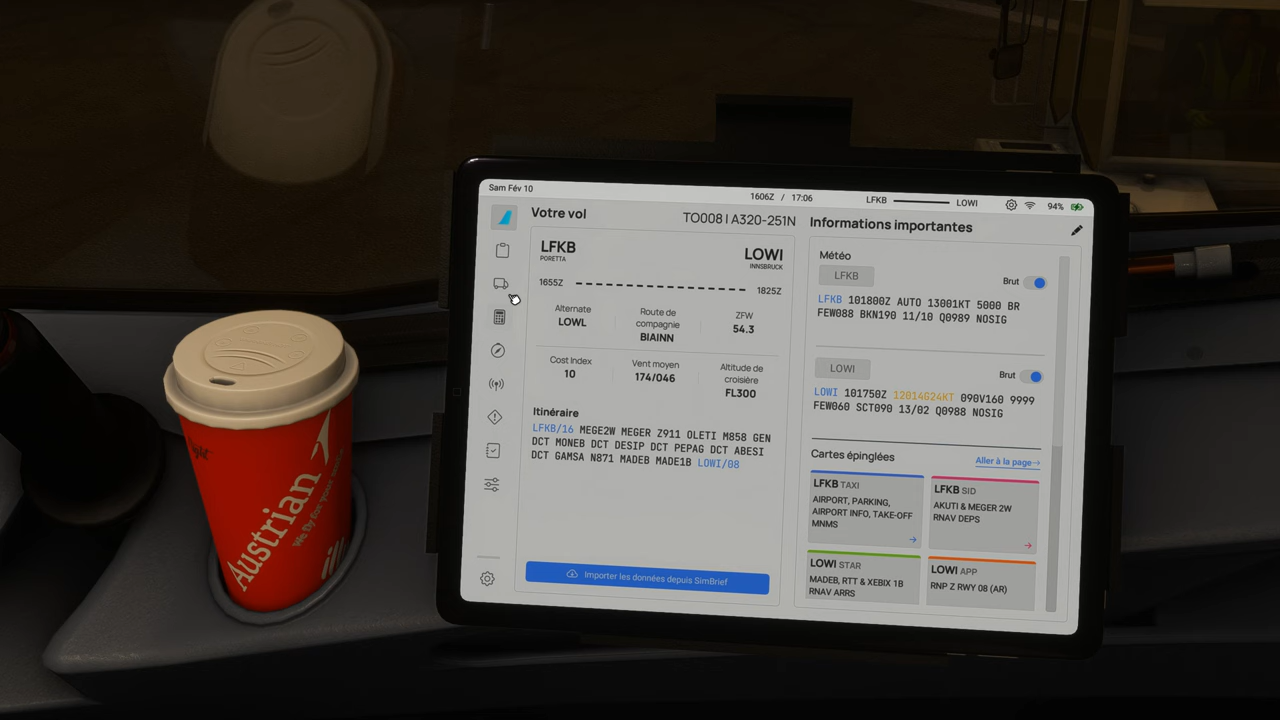 Sam Fév 10
1606Z / 17:06
LFKB
LOWI
94%
Votre vol
TO008 | A320-251N
LFKB
PORETTA
LOWI
INNSBRUCK
1655Z
1825Z
Alternate
LOWL
Route de
compagnie
BIAINN
ZFW
54.3
Cost Index
10
Vent moyen
174/046
Altitude de
croisière
FL300
Itinéraire
LFKB/16 MEGE2W MEGER Z911 OLETI M858 GEN
DCT MONEB DCT DESIP DCT PEPAG DCT ABESI
DCT GAMSA N871 MADEB MADE1B LOWI/08
Importer les données depuis SimBrief
Informations importantes
Météo
LFKB
Brut
LFKB 101800Z AUTO 13001KT 5000 BR
FEW088 BKN190 11/10 Q0989 NOSIG
LOWI
Brut
LOWI 101750Z 12014G24KT 090V160 9999
FEW060 SCT090 13/02 Q0988 NOSIG
Cartes épinglées
Aller à la page→
LFKB TAXI
AIRPORT, PARKING,
AIRPORT INFO, TAKE-OFF
MNMS
LFKB SID
AKUTI & MEGER 2W
RNAV DEPS
LOWI STAR
MADEB, RTT & XEBIX 1B
RNAV ARRS
LOWI APP
RNP Z RWY 08 (AR)
Austrian
We fly for your smile.